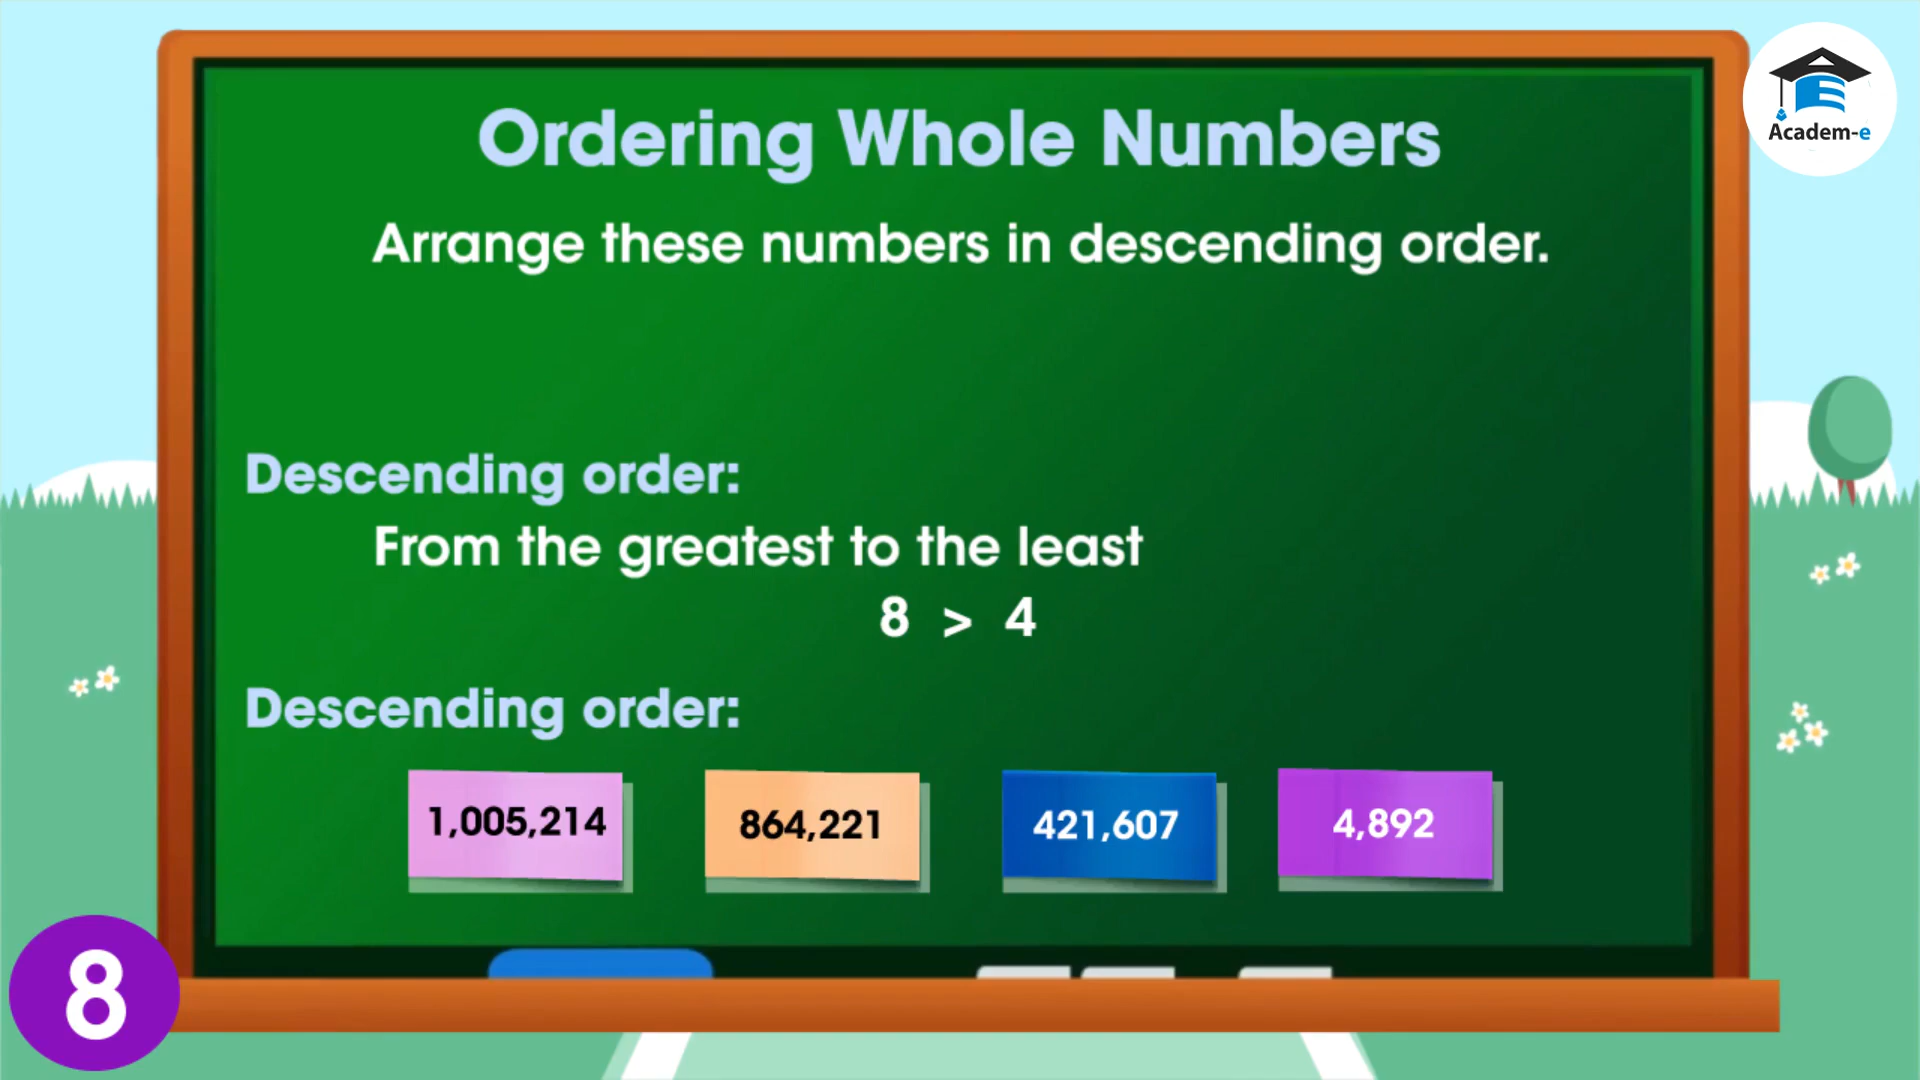 Academ-e
Ordering Whole Numbers
Arrange these numbers in descending order.
Descending order:
From the greatest to the least
8 > 4
Descending order:
1,005,214 864,221 421,607 4,892
8